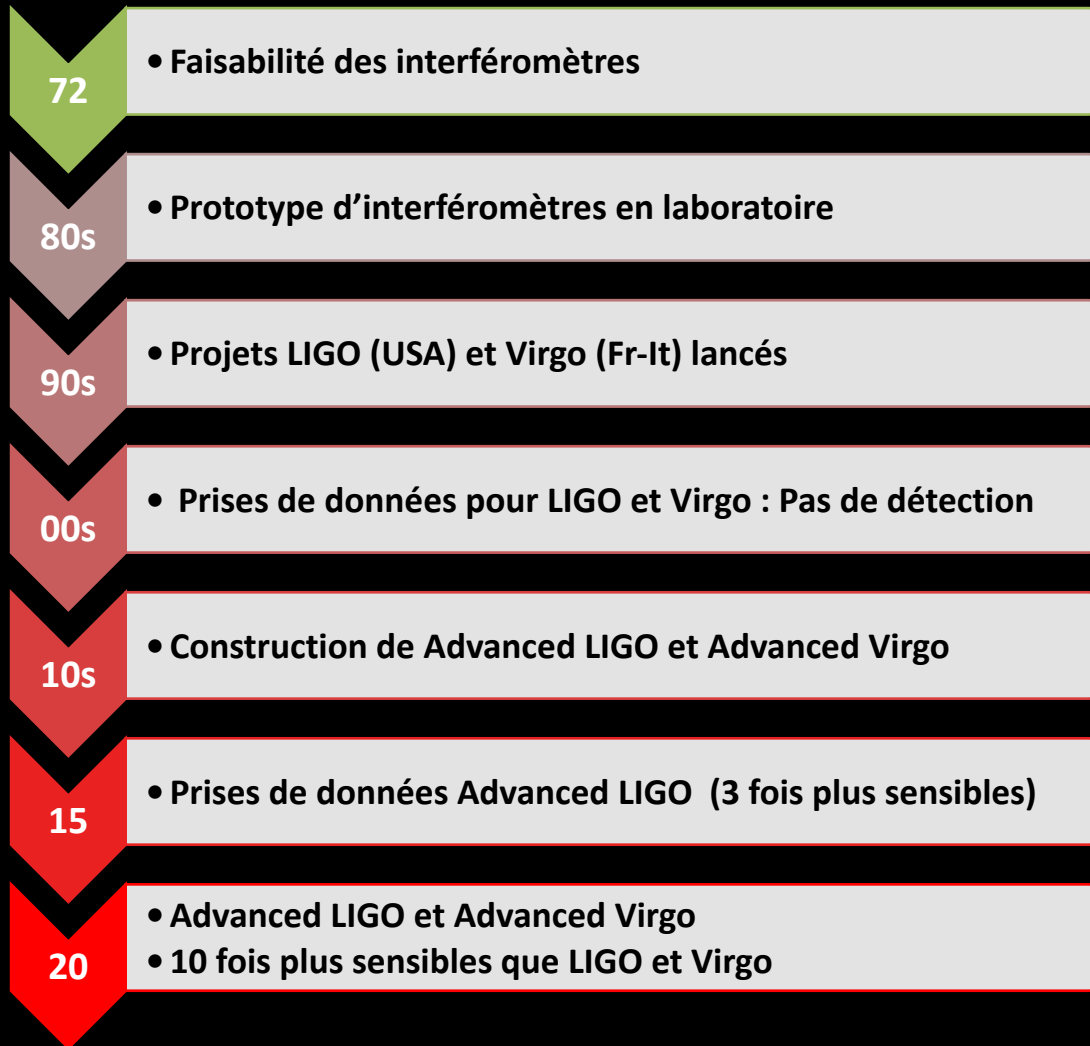 72
• Faisabilité des interféromètres
80s
• Prototype d’interféromètres en laboratoire
90s
• Projets LIGO (USA) et Virgo (Fr-It) lancés
00s
• Prises de données pour LIGO et Virgo : Pas de détection
10s
• Construction de Advanced LIGO et Advanced Virgo
15
• Prises de données Advanced LIGO (3 fois plus sensibles)
20
• Advanced LIGO et Advanced Virgo
• 10 fois plus sensibles que LIGO et Virgo